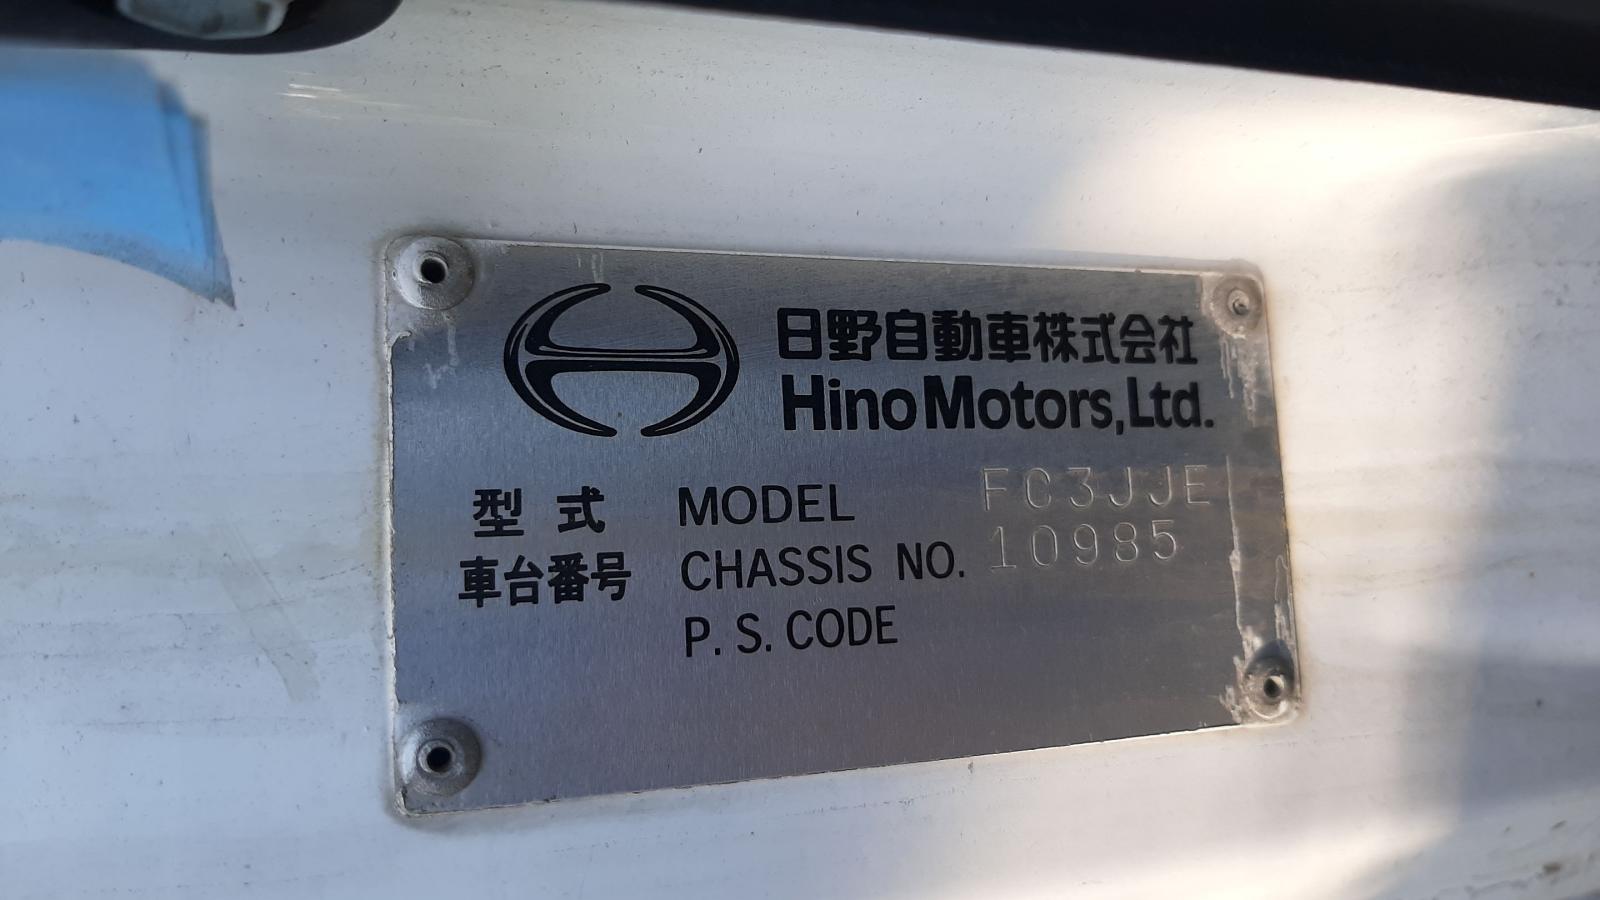 日野自動車株式会社
Hino Motors, Ltd.
型式 MODEL FC3JJE
車台番号 CHASSIS NO. 10985
P. S. CODE